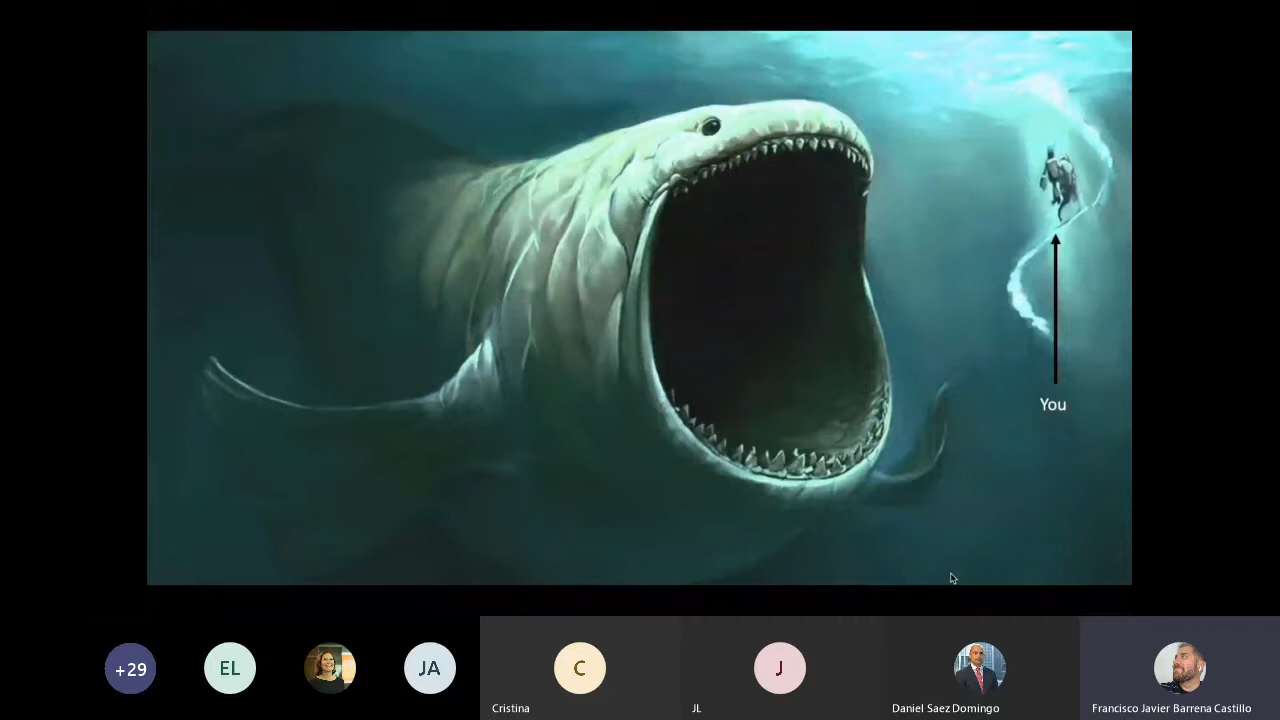 You
+29
EL
JA
C
J
Cristina
JL
Daniel Saez Domingo
Francisco Javier Barrena Castillo